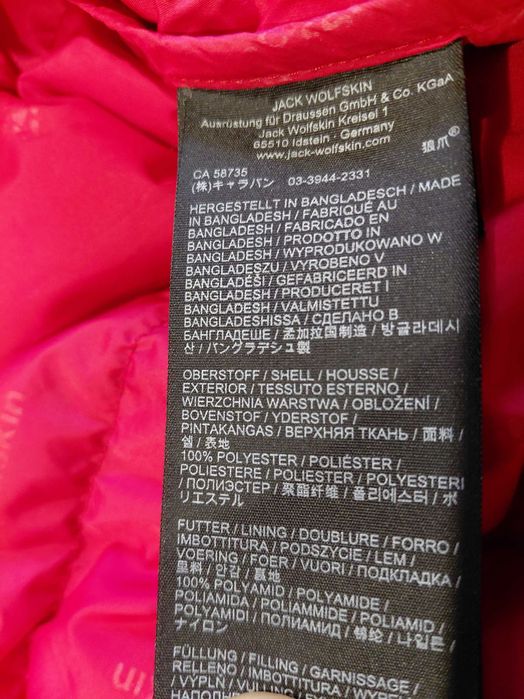 JACK WOLFSKIN
Ausrüstung für Draussen GmbH & Co. KGaA
Jack Wolfskin Kreisel 1
65510 Idstein - Germany
www.jack-wolfskin.com
狼爪®
CA 58735
(株)キャラバン 03-3944-2331
HERGESTELLT IN BANGLADESCH / MADE
IN BANGLADESH / FABRIQUÉ AU
BANGLADESH / FABRICADO EN
BANGLADESH / PRODOTTO IN
BANGLADESH / WYPRODUKOWANO W
BANGLADESZU / VYROBENO V
BANGLADÉŠI / GEFABRICEERD IN
BANGLADESH / PRODUCERET I
BANGLADESH / VALMISTETTU
BANGLADESHISSA / СДЕЛАНО В
БАНГЛАДЕШЕ / 孟加拉国制造 / 방글라데시
산 / バングラデシュ製
OBERSTOFF / SHELL / HOUSSE /
EXTERIOR / TESSUTO ESTERNO /
WIERZCHNIA WARSTWA / OBLOŽENÍ /
BOVENSTOF / YDERSTOF /
PINTAKANGAS / ВЕРХНЯЯ ТКАНЬ / 面料 /
쉘 / 表地
100% POLYESTER / POLIÉSTER /
POLIESTERE / POLIESTER / POLYESTERI
/ ПОЛИЭСТЕР / 聚酯纤维 / 폴리에스터 / ポ
リエステル
FUTTER / LINING / DOUBLURE / FORRO /
IMBOTTITURA / PODSZYCIE / LEM /
VOERING / FOER / VUORI / ПОДКЛАДКА /
里料 / 안감 / 裏地
100% POLYAMID / POLYAMIDE /
POLIAMIDA / POLIAMMIDE / POLIAMID /
POLYAMIDI / ПОЛИАМИД / 锦纶 / 나일론 /
ナイロン
FÜLLUNG / FILLING / GARNISSAGE /
RELLENO / IMBOTTITURA / WYPE
/ VYPLŇ / VULLING
НАПОЛН